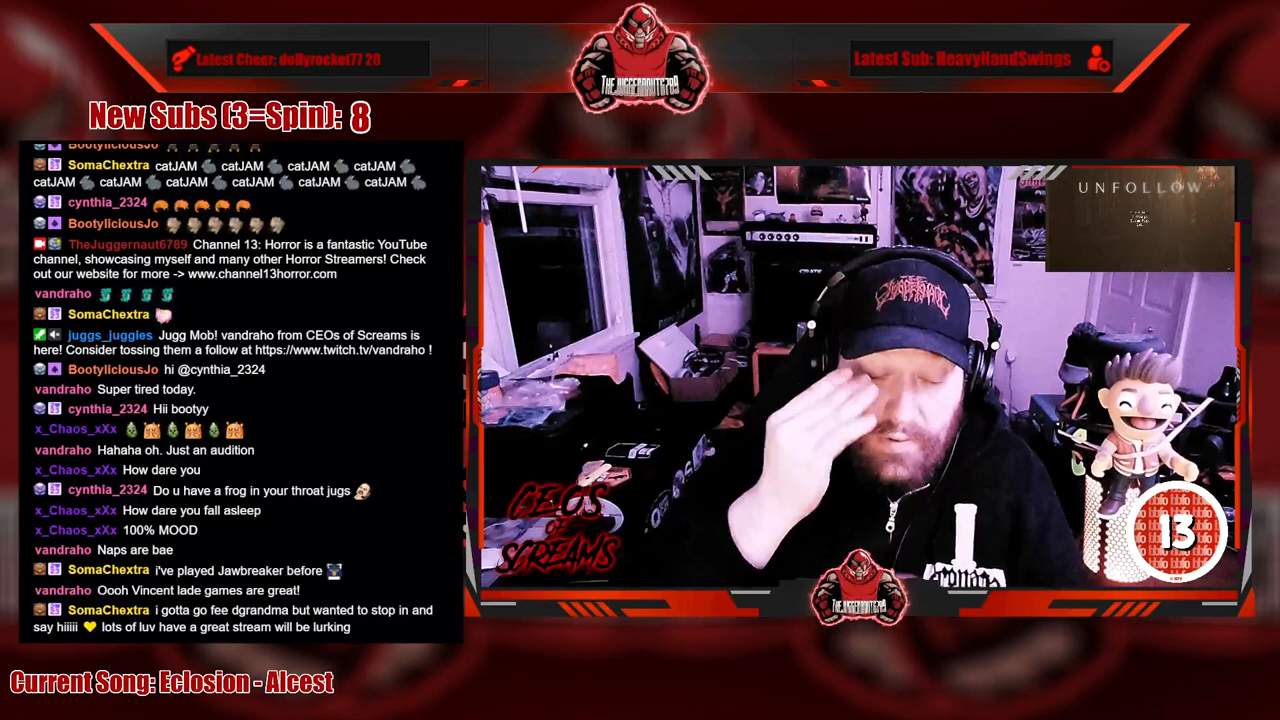 Latest Cheer: dollyrocket77 20
THEJUGGERNAUT6789
Latest Sub: HeavyHandSwings
New Subs (3=Spin): 8
BootyliciousJo
SomaChextra catJAM catJAM catJAM catJAM
catJAM catJAM catJAM catJAM catJAM catJAM
cynthia_2324
BootyliciousJo
TheJuggernaut6789 Channel 13: Horror is a fantastic YouTube
channel, showcasing myself and many other Horror Streamers! Check
out our website for more -> www.channel13horror.com
vandraho
SomaChextra
juggs_juggies Jugg Mob! vandraho from CEOs of Screams is
here! Consider tossing them a follow at https://www.twitch.tv/vandraho !
BootyliciousJo hi @cynthia_2324
vandraho Super tired today.
cynthia_2324 Hii bootyy
x_Chaos_xXx
vandraho Hahaha oh. Just an audition
x_Chaos_xXx How dare you
cynthia_2324 Do u have a frog in your throat jugs
x_Chaos_xXx How dare you fall asleep
x_Chaos_xXx 100% MOOD
vandraho Naps are bae
SomaChextra i've played Jawbreaker before
vandraho Oooh Vincent lade games are great!
SomaChextra i gotta go fee dgrandma but wanted to stop in and
say hiiiii lots of luv have a great stream will be lurking
UNFOLLOW
CRATE
THE
JUGGERNAUT
CEO'S
OF
SCREAMS
13
THEJUGGERNAUT6789
Current Song: Eclosion - Alcest